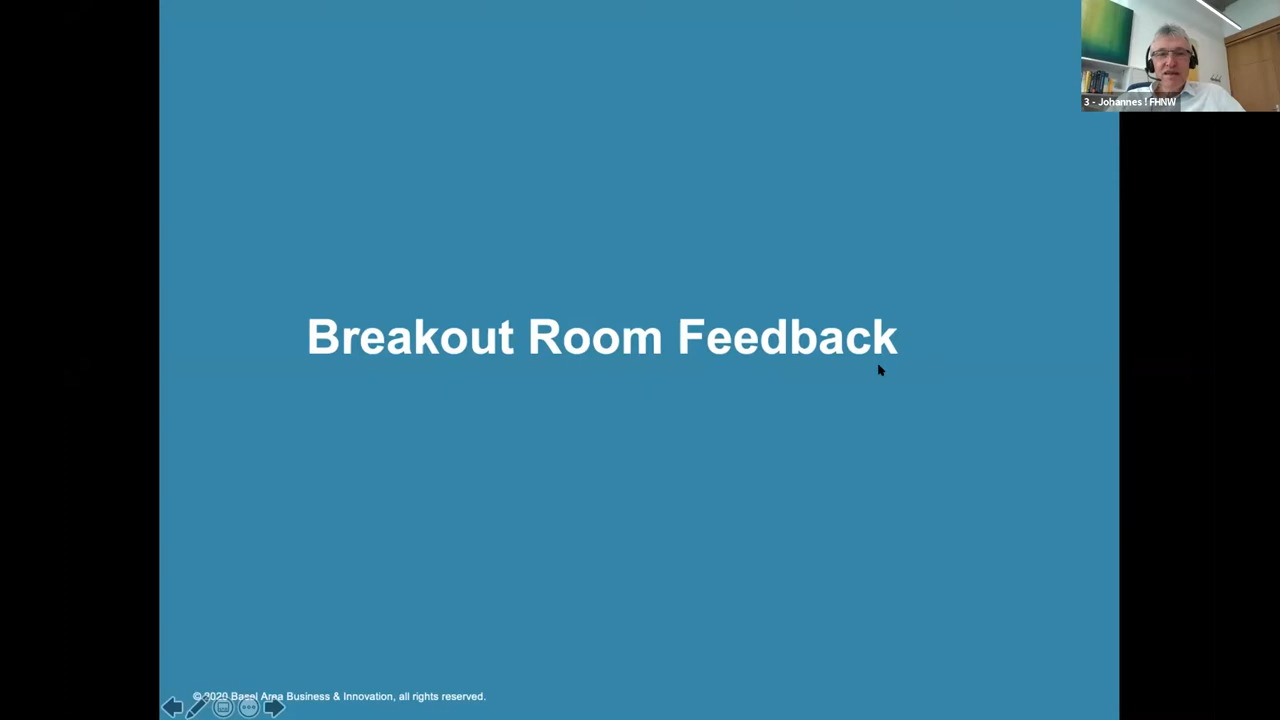 3 - Johannes ! FHNW
Breakout Room Feedback
© 2020 Basel Area Business & Innovation, all rights reserved.